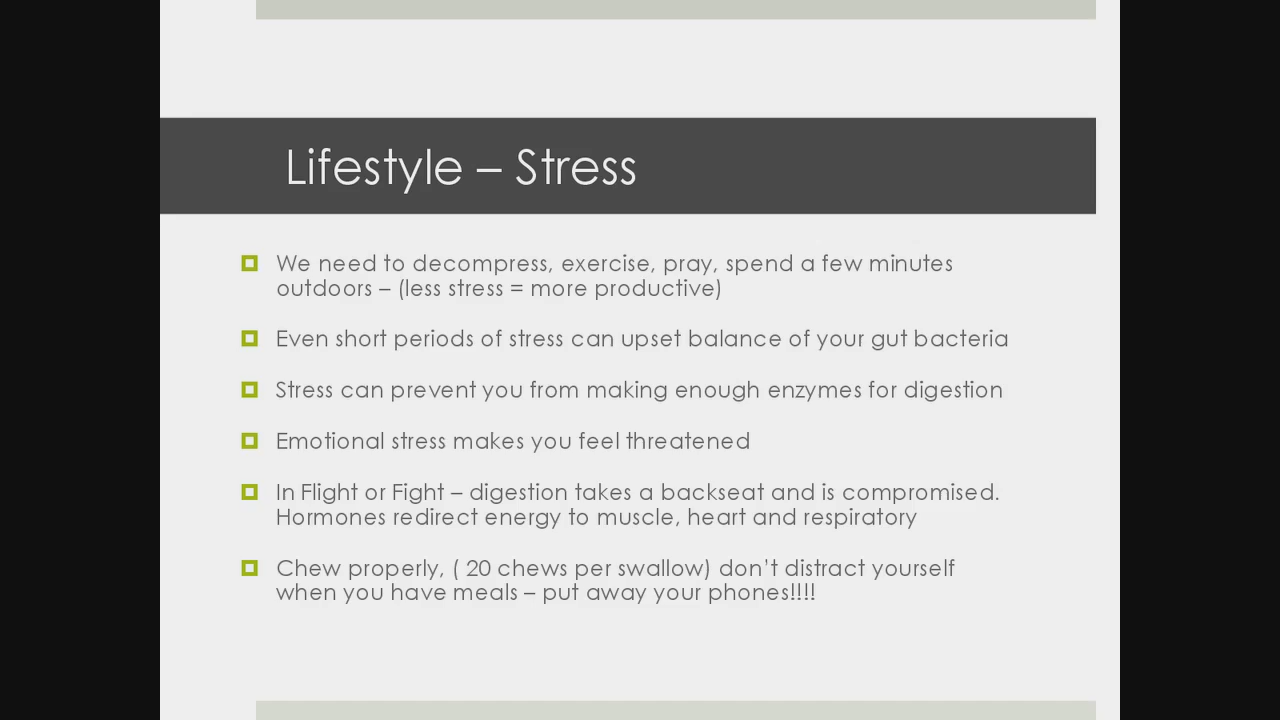 Lifestyle – Stress
We need to decompress, exercise, pray, spend a few minutes
outdoors – (less stress = more productive)
Even short periods of stress can upset balance of your gut bacteria
Stress can prevent you from making enough enzymes for digestion
Emotional stress makes you feel threatened
In Flight or Fight – digestion takes a backseat and is compromised.
Hormones redirect energy to muscle, heart and respiratory
Chew properly, ( 20 chews per swallow) don’t distract yourself
when you have meals – put away your phones!!!!